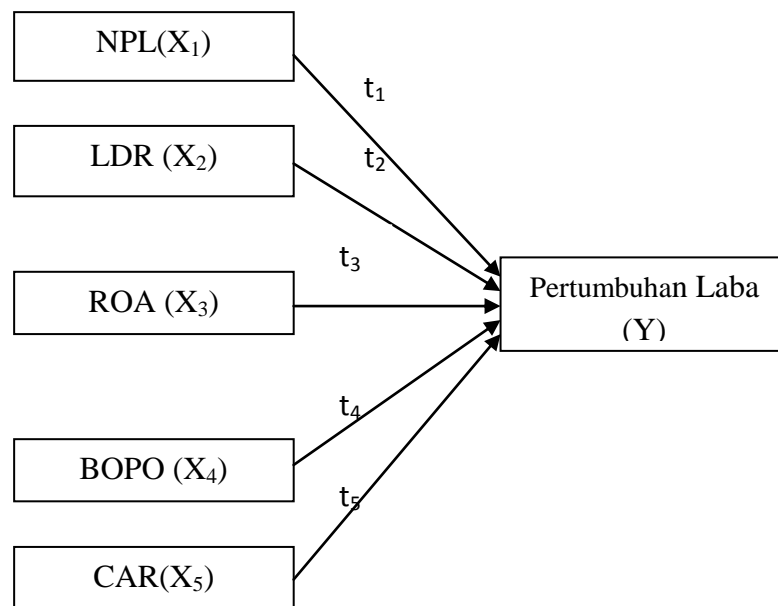 NPL(X₁)
t₁
LDR (X₂)
t₂
t₃
ROA (X₃)
Pertumbuhan Laba
(Y)
t₄
BOPO (X₄)
t₅
CAR(X₅)